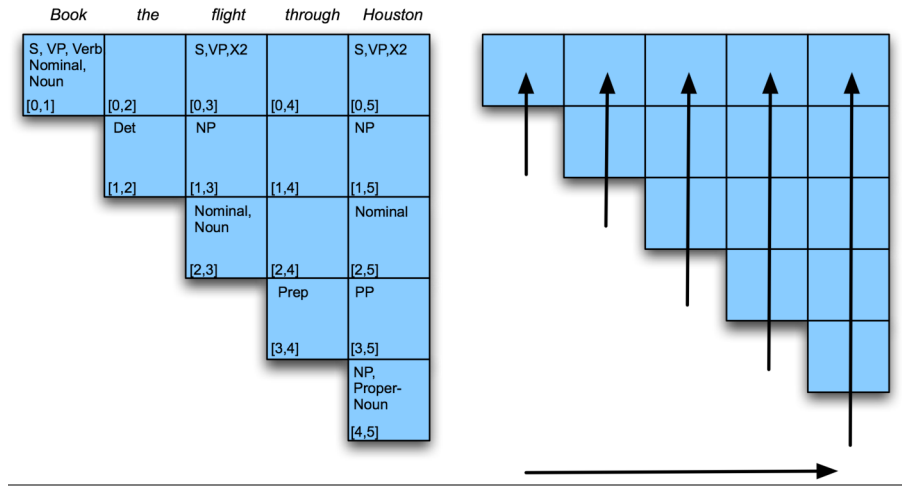 Book the flight through Houston
S, VP, Verb
Nominal,
Noun
[0,1]
[0,2]
S,VP,X2
[0,3]
[0,4]
S,VP,X2
[0,5]
Det
[1,2]
NP
[1,3]
[1,4]
NP
[1,5]
Nominal,
Noun
[2,3]
[2,4]
Nominal
[2,5]
Prep
[3,4]
PP
[3,5]
NP,
Proper-
Noun
[4,5]